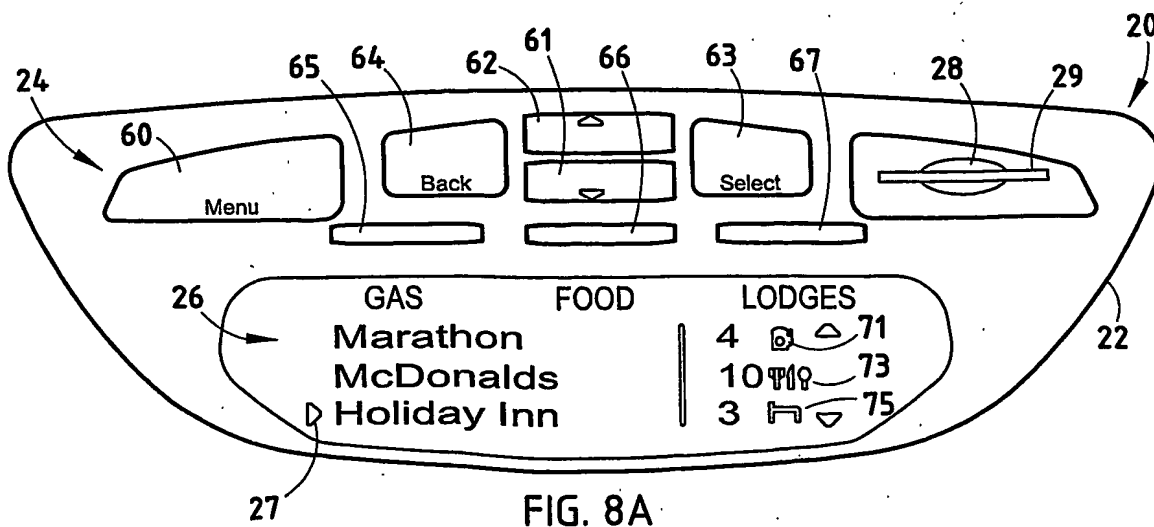 20
61
65 64 62 66 63 67 28 29
24
60
Back
Select
Menu
26
GAS FOOD LODGES
Marathon 4 71
22
McDonalds 10 73
Holiday Inn 3 75
27
FIG. 8A